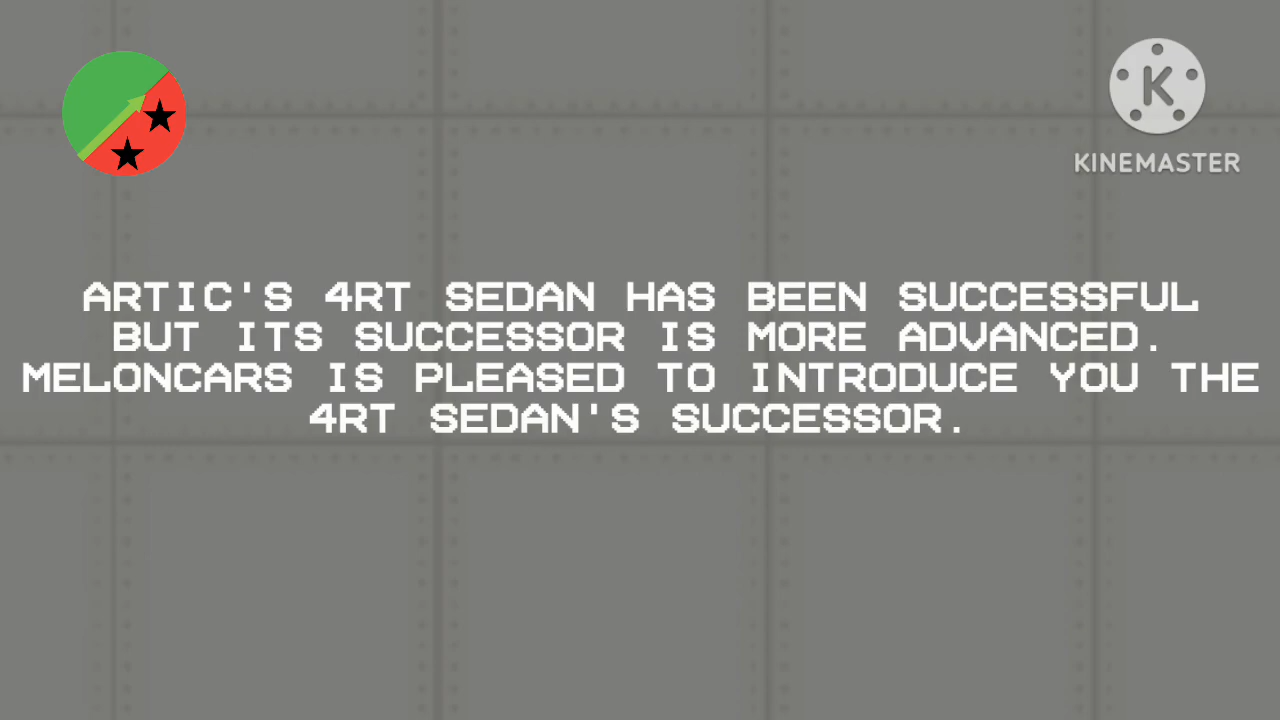 K
KINEMASTER
ARTIC'S 4RT SEDAN HAS BEEN SUCCESSFUL
BUT ITS SUCCESSOR IS MORE ADVANCED.
MELONCARS IS PLEASED TO INTRODUCE YOU THE
4RT SEDAN'S SUCCESSOR.